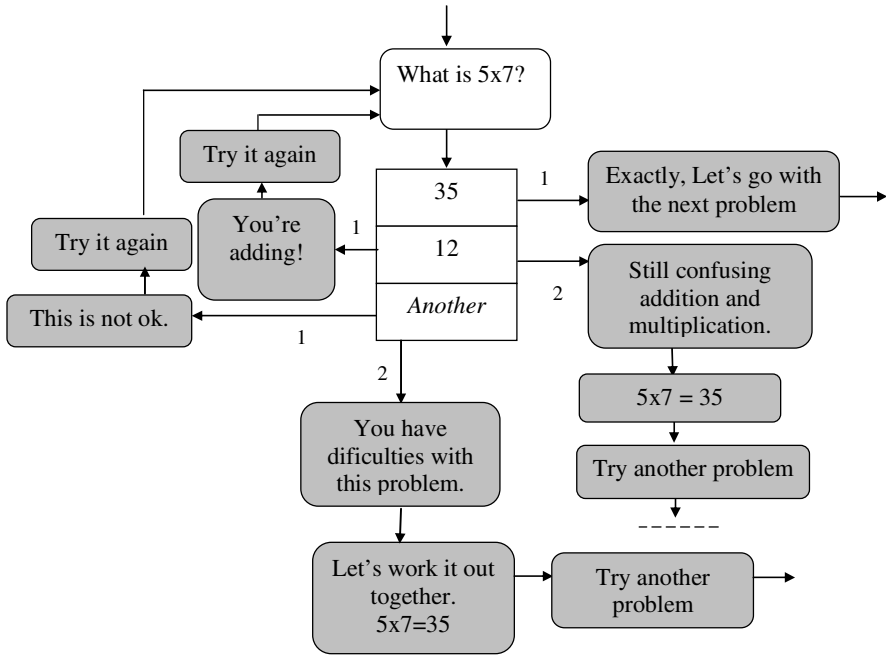 What is 5x7?
Try it again
35
1
Exactly, Let's go with
the next problem
You're
adding!
1
Try it again
12
2
Still confusing
addition and
multiplication.
This is not ok.
1
Another
2
5x7 = 35
You have
dificulties with
this problem.
Try another problem
Let's work it out
together.
5x7=35
Try another
problem